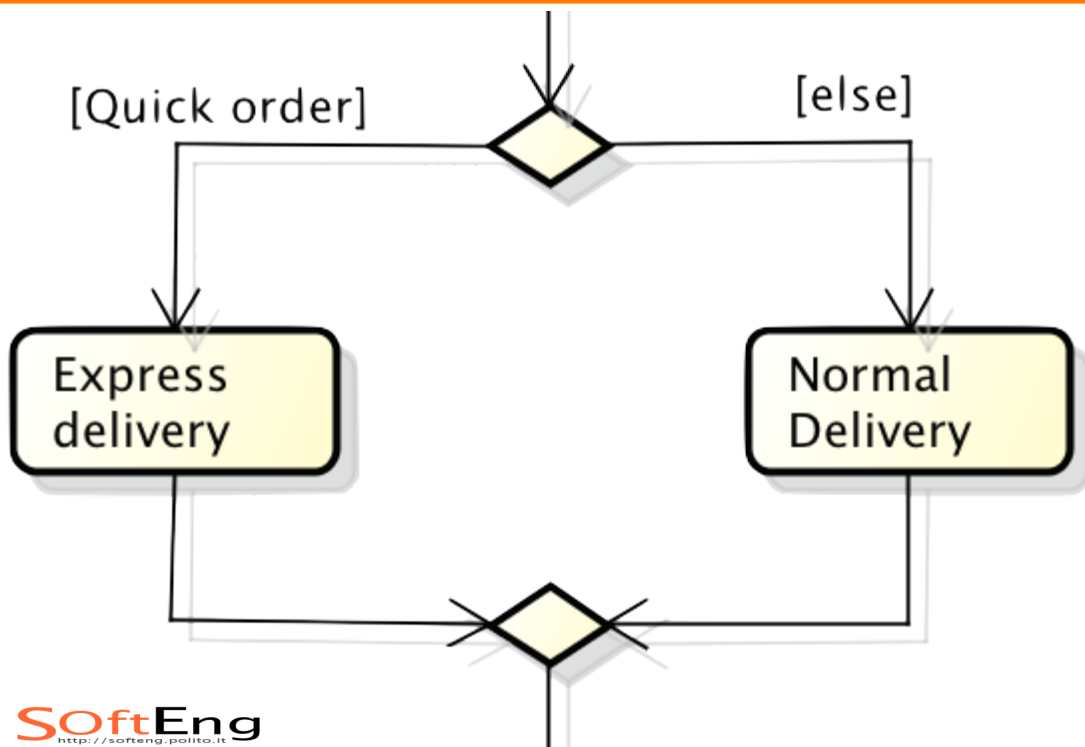 [Quick order]
[else]
Express
delivery
Normal
Delivery
SOftEng
http://softeng.polito.it